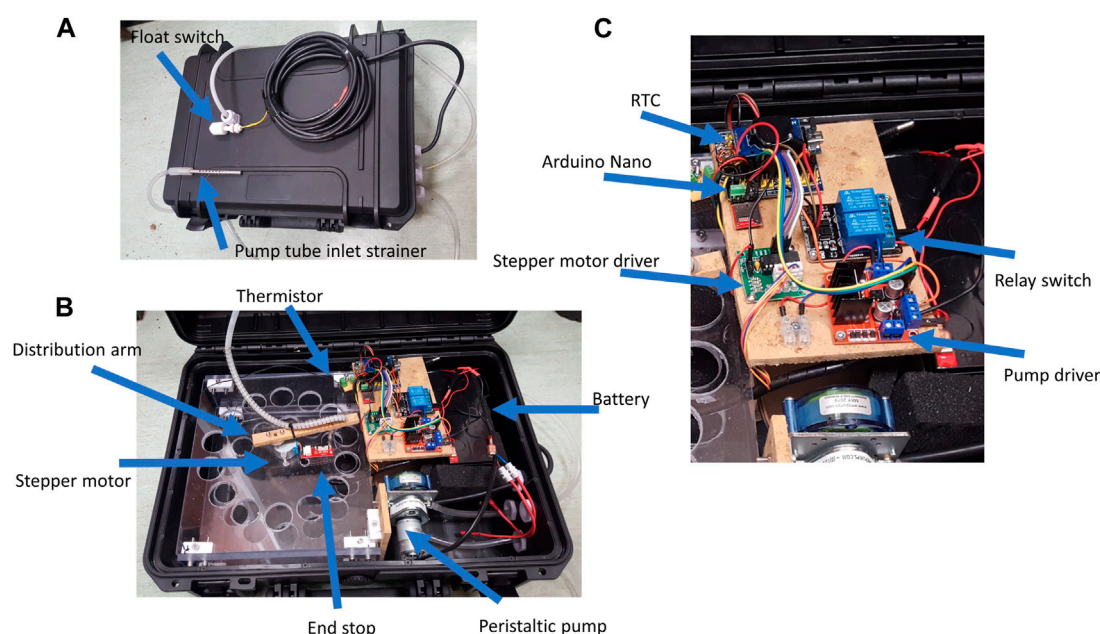 A
Float switch
Pump tube inlet strainer
B
Thermistor
Distribution arm
Battery
Stepper motor
End stop
Peristaltic pump
C
RTC
Arduino Nano
Stepper motor driver
Relay switch
Pump driver